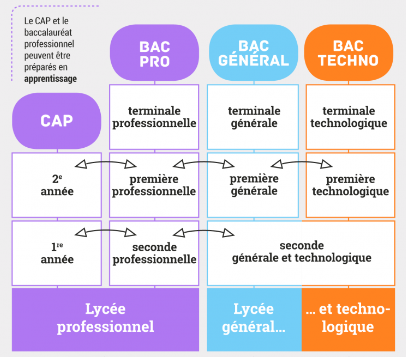 Le CAP et le
baccalauréat
professionnel
peuvent être
préparés en
apprentissage
BAC
PRO
BAC
GÉNÉRAL
BAC
TECHNO
CAP
terminale
professionnelle
terminale
générale
terminale
technologique
2e
année
première
professionnelle
première
générale
première
technologique
1re
année
seconde
professionnelle
seconde
générale et technologique
Lycée
professionnel
Lycée
général...
... et techno-
logique